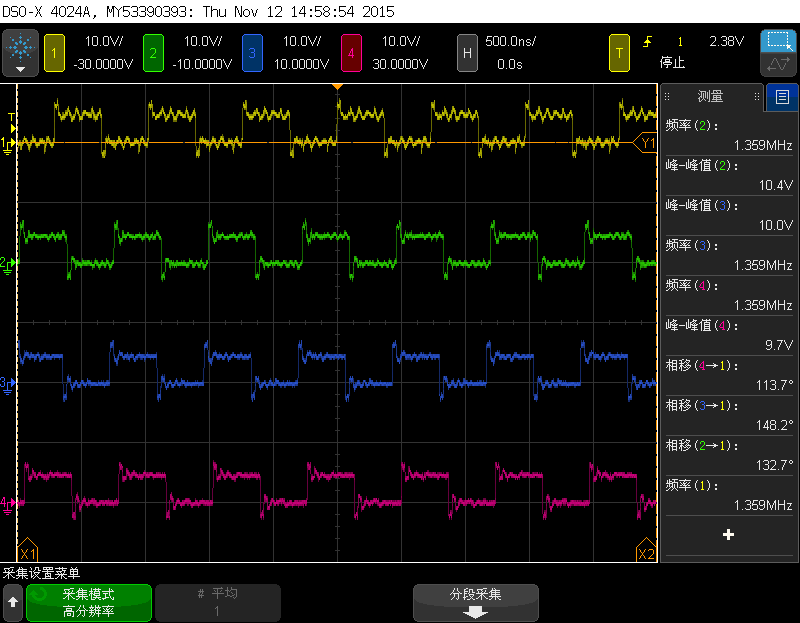 DSO-X 4024A, MY53390393: Thu Nov 12 14:58:54 2015
1 10.0V/ -30.0000V
2 10.0V/ -10.0000V
3 10.0V/ 10.0000V
4 10.0V/ 30.0000V
H 500.0ns/ 0.0s
T 1 2.38V
停止
测量
频率(2):
1.359MHz
峰-峰值(2):
10.4V
峰-峰值(3):
10.0V
频率(3):
1.359MHz
频率(4):
1.359MHz
峰-峰值(4):
9.7V
相移(4→1):
113.7°
相移(3→1):
148.2°
相移(2→1):
132.7°
频率(1):
1.359MHz
T
1
Y1
2
3
4
X1
X2
采集设置菜单
采集模式
高分辨率
# 平均
1
分段采集